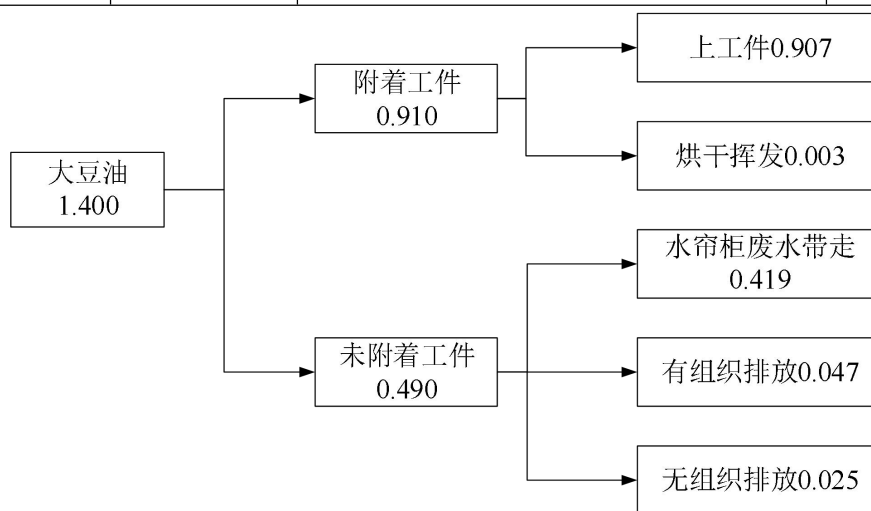 大豆油
1.400
附着工件
0.910
上工件0.907
烘干挥发0.003
未附着工件
0.490
水帘柜废水带走
0.419
有组织排放0.047
无组织排放0.025